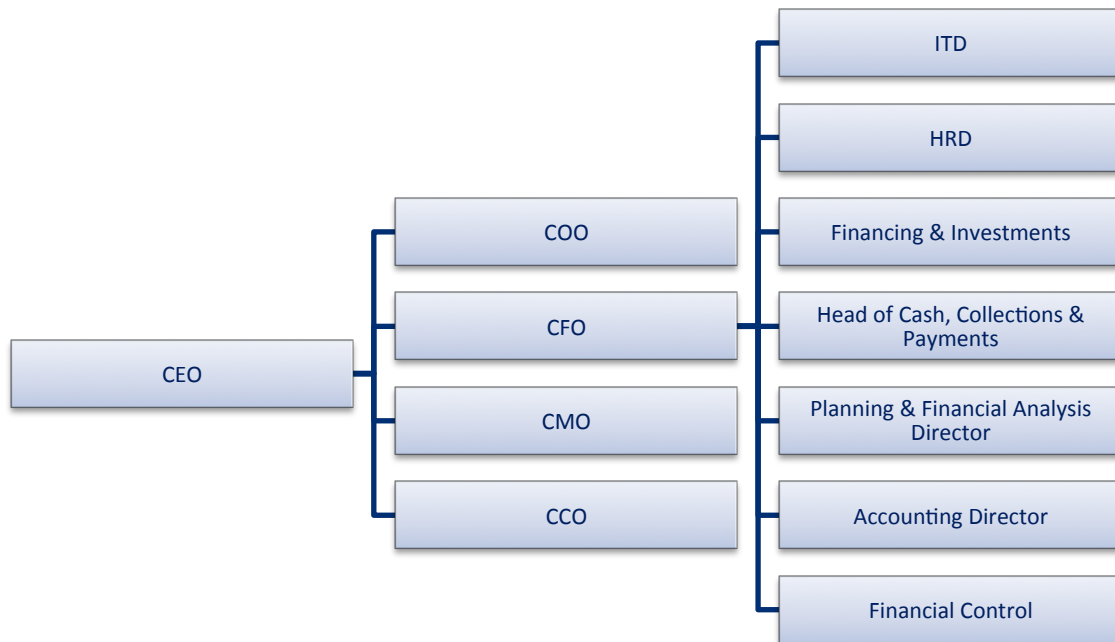 ITD
HRD
COO
Financing & Investments
CFO
Head of Cash, Collections &
Payments
CEO
CMO
Planning & Financial Analysis
Director
CCO
Accounting Director
Financial Control